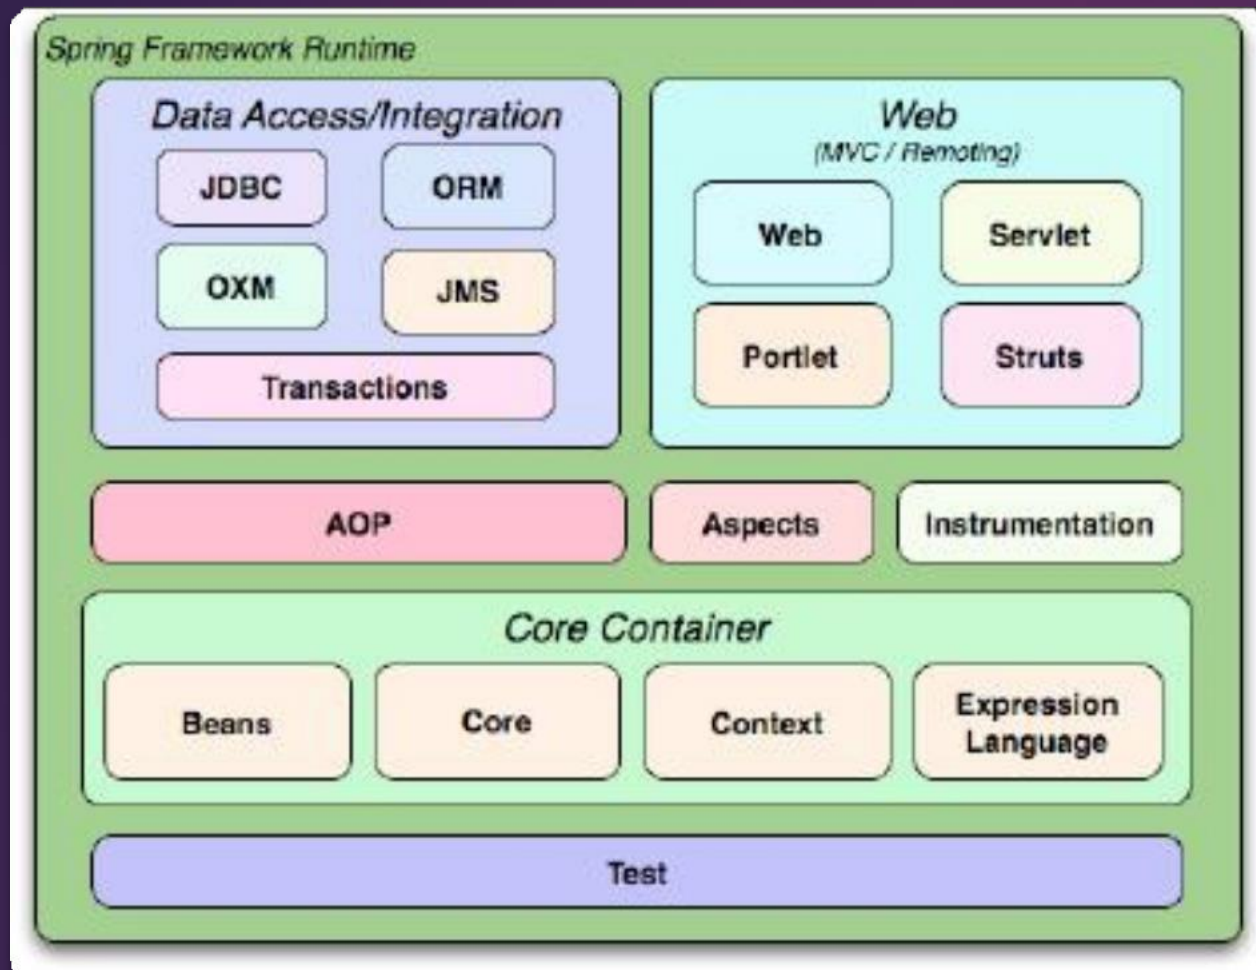 Spring Framework Runtime
Data Access/Integration
JDBC
ORM
OXM
JMS
Transactions
Web
(MVC / Remoting)
Web
Servlet
Portlet
Struts
AOP
Aspects
Instrumentation
Core Container
Beans
Core
Context
Expression
Language
Test